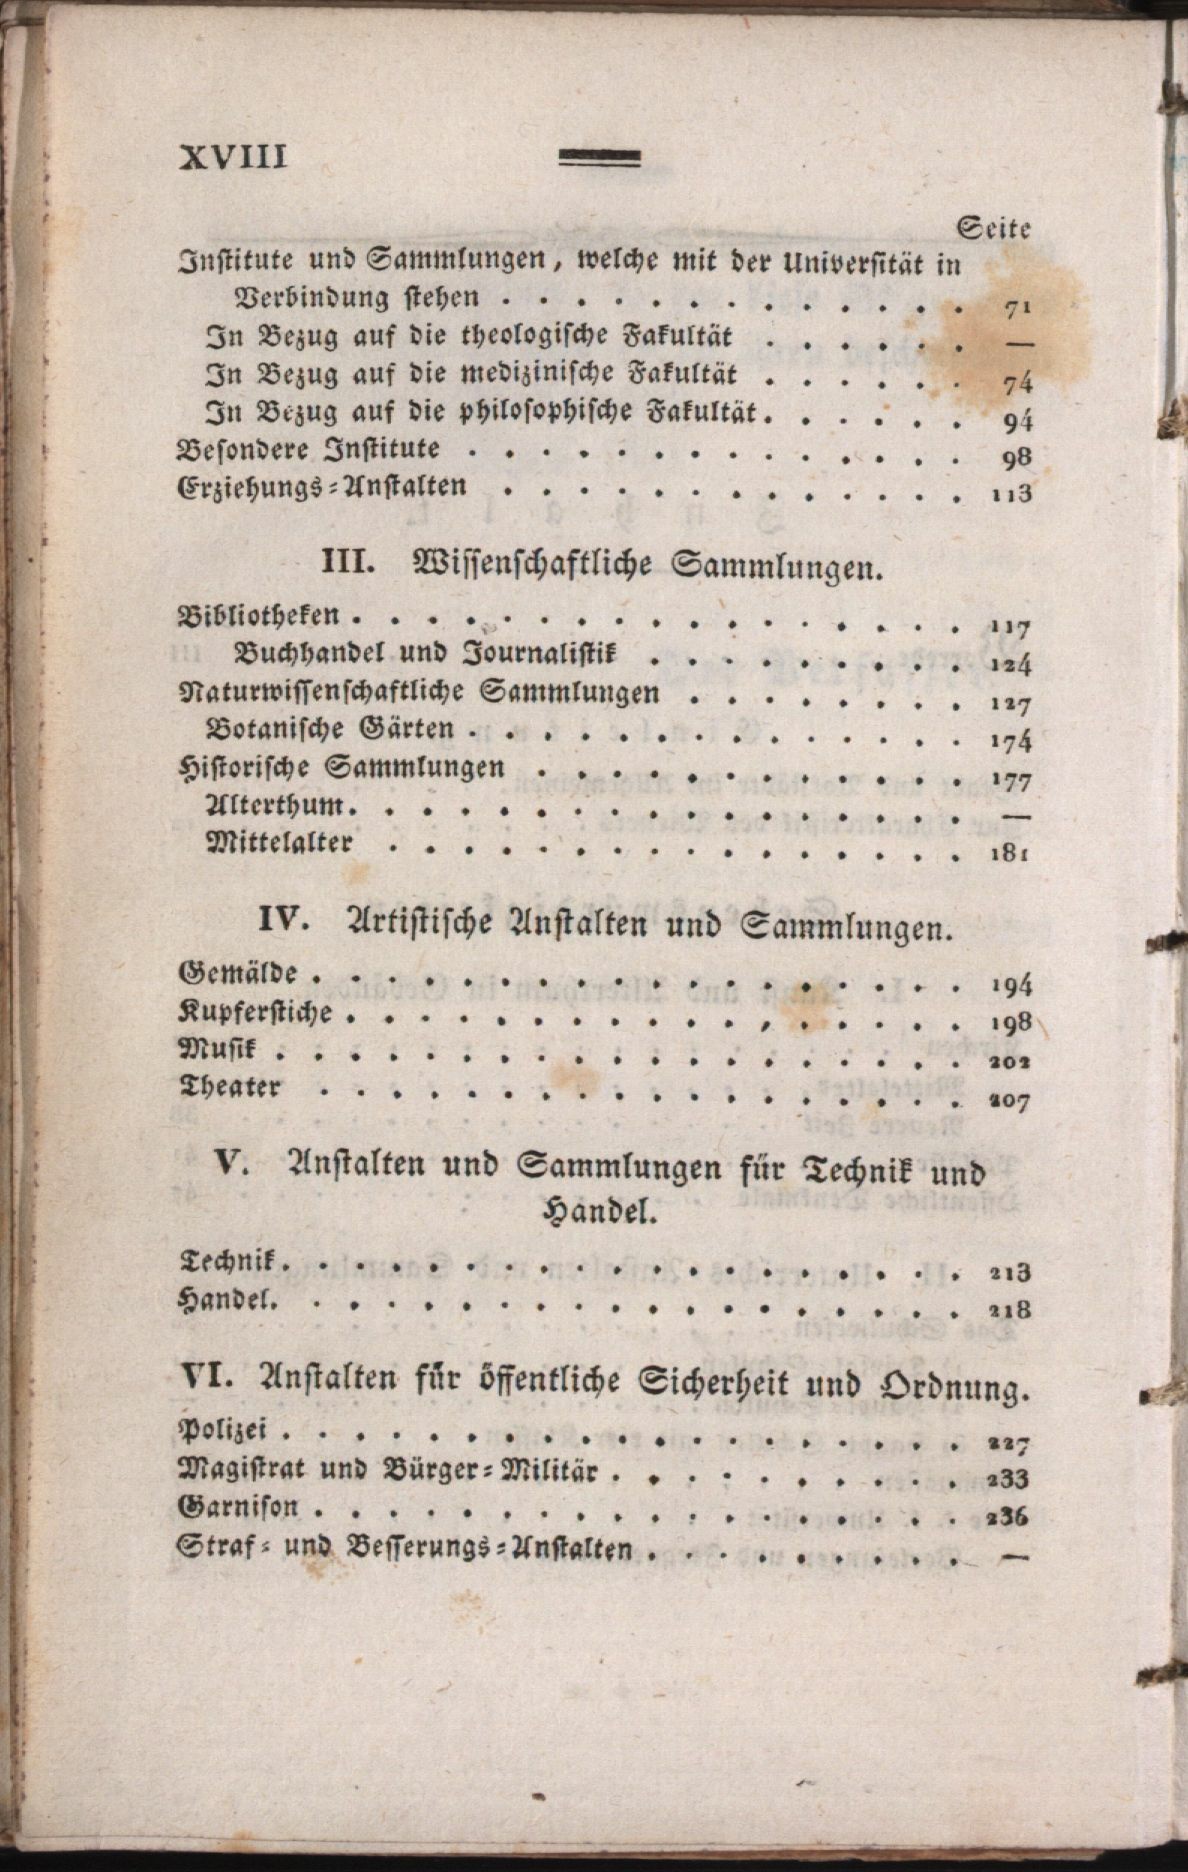 XVIII
Seite
Institute und Sammlungen, welche mit der Universität in
Verbindung stehen . . . . . . . . . . . . . 71
In Bezug auf die theologische Fakultät . . . . . . —
In Bezug auf die medizinische Fakultät . . . . . . 74
In Bezug auf die philosophische Fakultät . . . . . . 94
Besondere Institute . . . . . . . . . . . . . . 98
Erziehungs-Anstalten . . . . . . . . . . . . . 113
III. Wissenschaftliche Sammlungen.
Bibliotheken . . . . . . . . . . . . . . . . . 117
Buchhandel und Journalistik . . . . . . . . . 124
Naturwissenschaftliche Sammlungen . . . . . . . . 127
Botanische Gärten . . . . . . . . . . . . . . 174
Historische Sammlungen . . . . . . . . . . . . 177
Alterthum . . . . . . . . . . . . . . . . . —
Mittelalter . . . . . . . . . . . . . . . . 181
IV. Artistische Anstalten und Sammlungen.
Gemälde . . . . . . . . . . . . . . . . . . 194
Kupferstiche . . . . . . . . . . . . . . . . . 198
Musik . . . . . . . . . . . . . . . . . . . 202
Theater . . . . . . . . . . . . . . . . . . 207
V. Anstalten und Sammlungen für Technik und
Handel.
Technik . . . . . . . . . . . . . . . . . . . 213
Handel . . . . . . . . . . . . . . . . . . . 218
VI. Anstalten für öffentliche Sicherheit und Ordnung.
Polizei . . . . . . . . . . . . . . . . . . . 227
Magistrat und Bürger-Militär . . . . . . . . . . 233
Garnison . . . . . . . . . . . . . . . . . . 236
Straf- und Besserungs-Anstalten . . . . . . . . . —